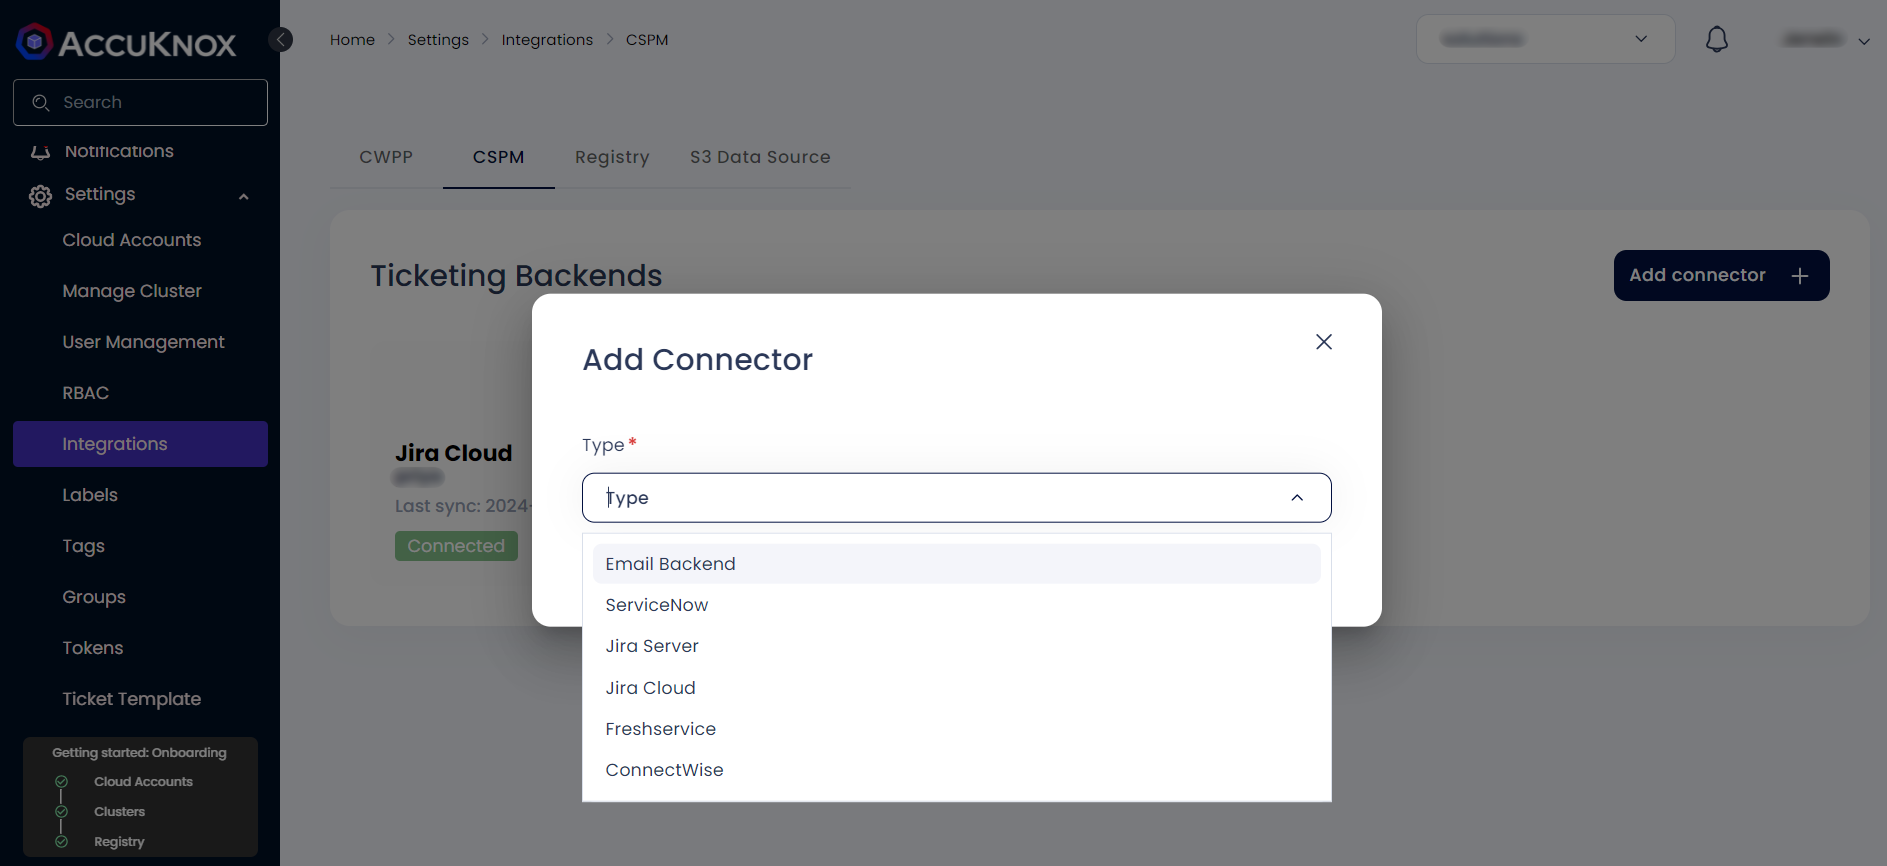 ACCUKNOX
Home > Settings > Integrations > CSPM
Search
Notifications
Settings
Cloud Accounts
Manage Cluster
User Management
RBAC
Integrations
Labels
Tags
Groups
Tokens
Ticket Template
Getting started: Onboarding
Cloud Accounts
Clusters
Registry
CWPP CSPM Registry S3 Data Source
Ticketing Backends
Add connector +
Jira Cloud
Last sync: 2024-
Connected
Add Connector
Type *
Type
Email Backend
ServiceNow
Jira Server
Jira Cloud
Freshservice
ConnectWise